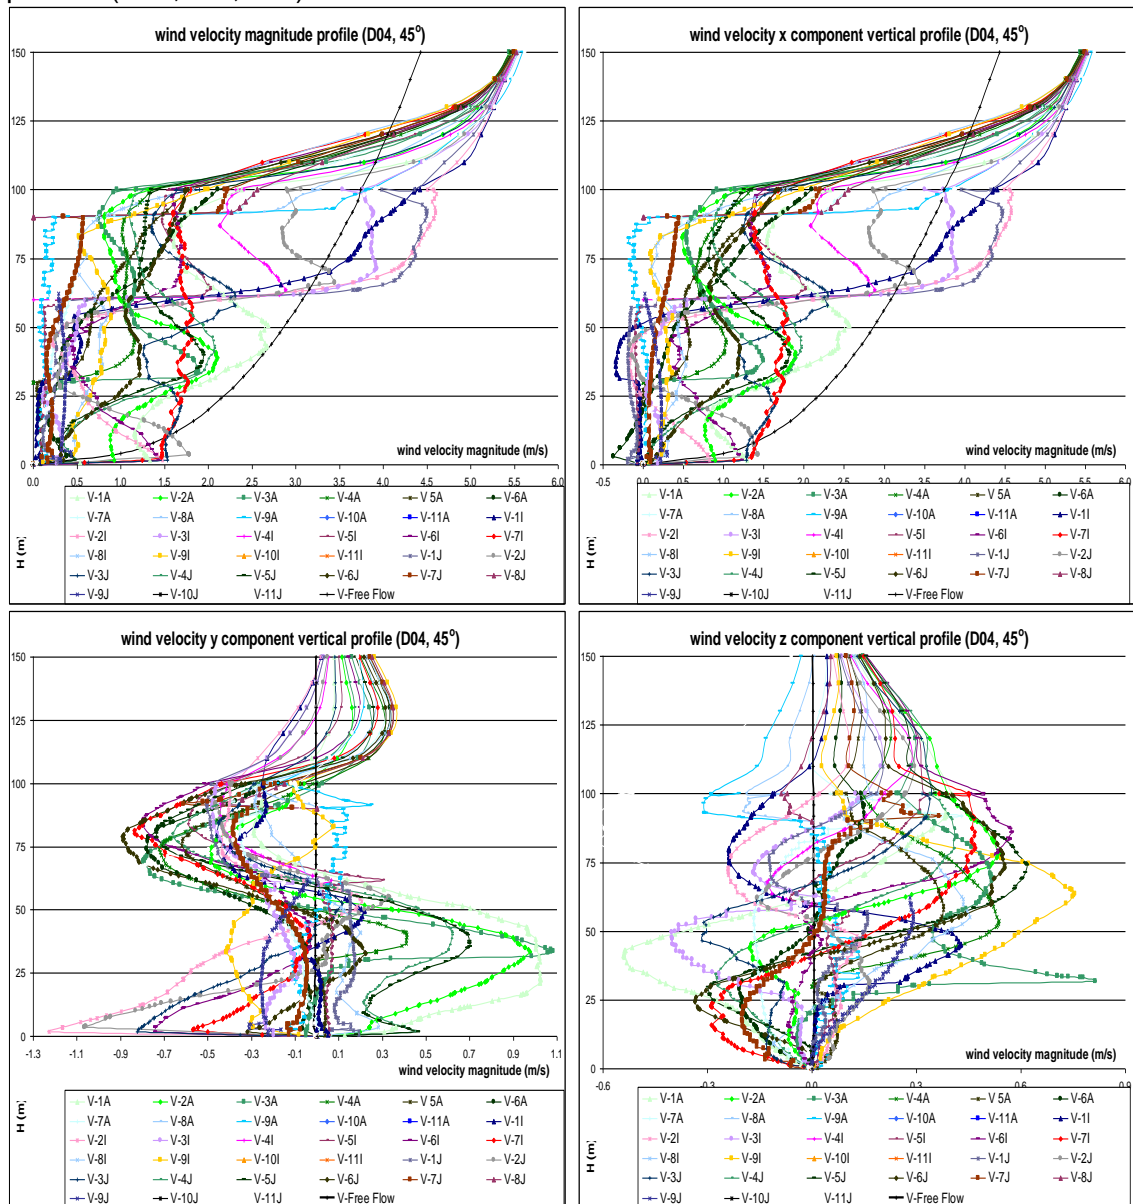 wind velocity magnitude profile (D04, 45°)
150
125
100
75
50
25
0
wind velocity magnitude (m/s)
0.0 0.5 1.0 1.5 2.0 2.5 3.0 3.5 4.0 4.5 5.0 5.5 6.0
H (m)
V-1A V-2A V-3A V-4A V 5A V-6A
V-7A V-8A V-9A V-10A V-11A V-1I
V-2I V-3I V-4I V-5I V-6I V-7I
V-8I V-9I V-10I V-11I V-1J V-2J
V-3J V-4J V-5J V-6J V-7J V-8J
V-9J V-10J V-11J V-Free Flow
wind velocity x component vertical profile (D04, 45°)
150
125
100
75
50
25
0
wind velocity magnitude (m/s)
-0.5 0.0 0.5 1.0 1.5 2.0 2.5 3.0 3.5 4.0 4.5 5.0 5.5 6.0
H (m)
V-1A V-2A V-3A V-4A V 5A V-6A
V-7A V-8A V-9A V-10A V-11A V-1I
V-2I V-3I V-4I V-5I V-6I V-7I
V-8I V-9I V-10I V-11I V-1J V-2J
V-3J V-4J V-5J V-6J V-7J V-8J
V-9J V-10J V-11J V-Free Flow
wind velocity y component vertical profile (D04, 45°)
150
125
100
75
50
25
0
-1.3 -1.1 -0.9 -0.7 -0.5 -0.3 -0.1 0.1 0.3 0.5 0.7 0.9 1.1
wind velocity magnitude (m/s)
H (m)
V-1A V-2A V-3A V-4A V 5A V-6A
V-7A V-8A V-9A V-10A V-11A V-1I
V-2I V-3I V-4I V-5I V-6I V-7I
V-8I V-9I V-10I V-11I V-1J V-2J
V-3J V-4J V-5J V-6J V-7J V-8J
V-9J V-10J V-11J V-Free Flow
wind velocity z component vertical profile (D04, 45°)
150
125
100
75
50
25
0
wind velocity magnitude (m/s)
-0.6 -0.3 0.0 0.3 0.6 0.9
H (m)
V-1A V-2A V-3A V-4A V 5A V-6A
V-7A V-8A V-9A V-10A V-11A V-1I
V-2I V-3I V-4I V-5I V-6I V-7I
V-8I V-9I V-10I V-11I V-1J V-2J
V-3J V-4J V-5J V-6J V-7J V-8J
V-9J V-10J V-11J V-Free Flow